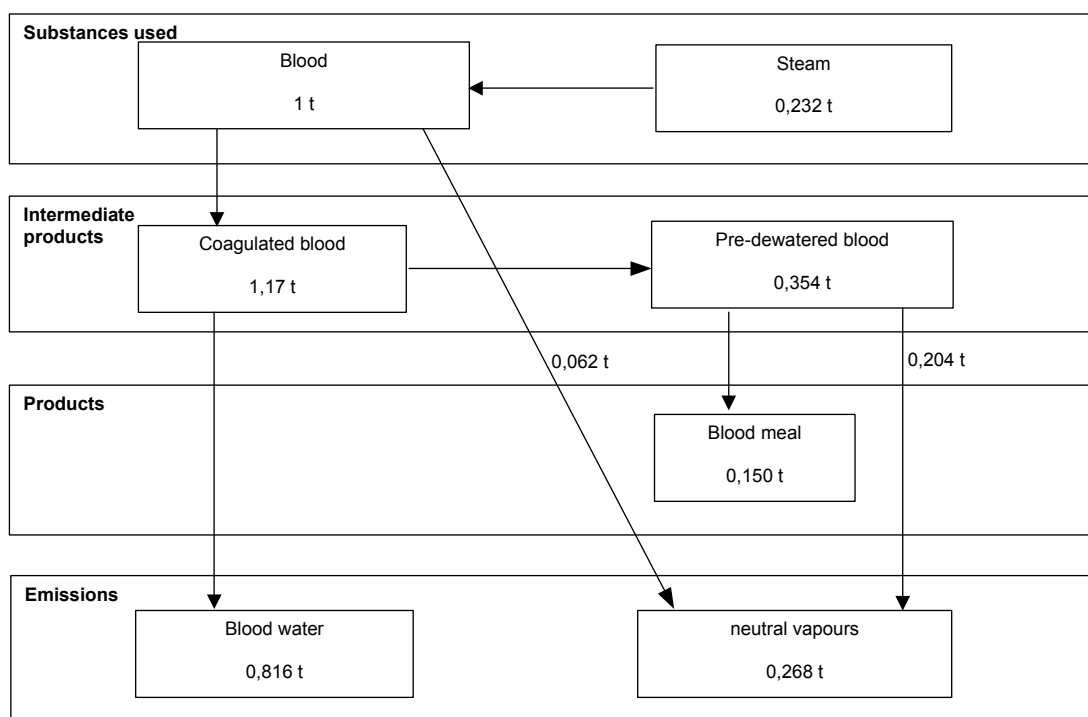 Substances used
Blood
1 t
Steam
0,232 t
Intermediate
products
Coagulated blood
1,17 t
Pre-dewatered blood
0,354 t
0,062 t
0,204 t
Products
Blood meal
0,150 t
Emissions
Blood water
0,816 t
neutral vapours
0,268 t